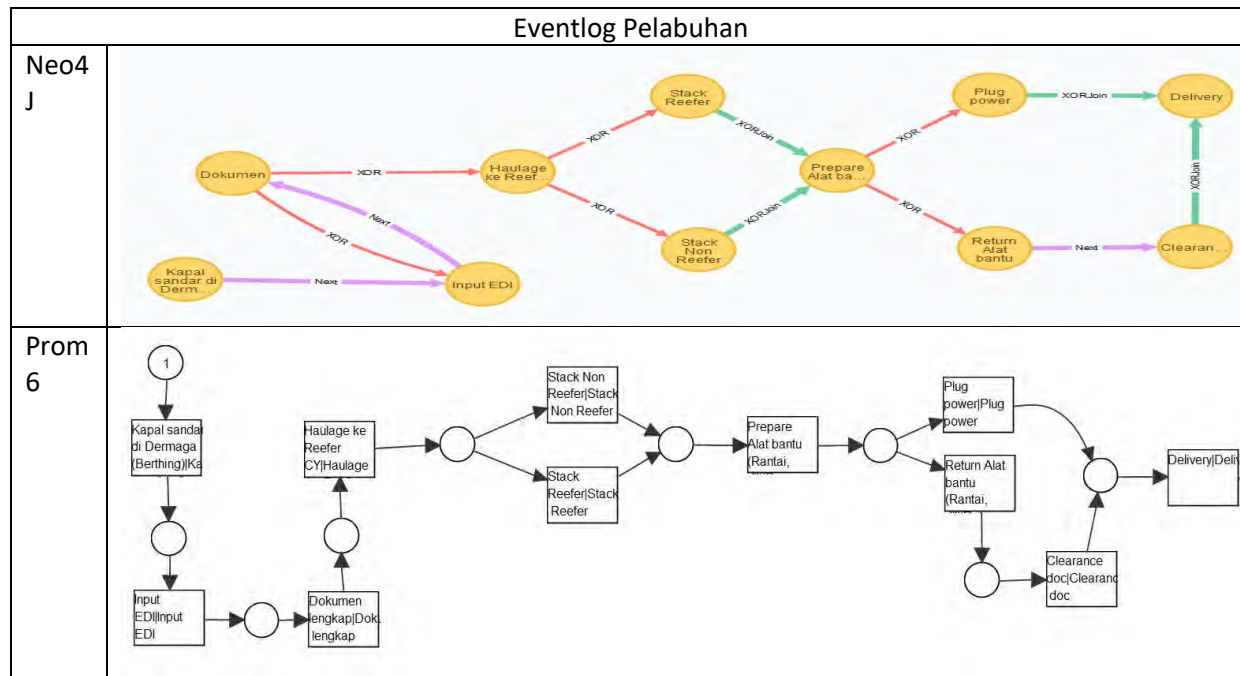 Eventlog Pelabuhan
Neo4
J
Stack
Reefer
Plug
power
XORJoin
Delivery
XOR
XORJoin
XOR
Dokumen
XOR
Haulage
ke Reef...
Prepare
Alat ba...
XORJoin
Next
XOR
XOR
XORJoin
XOR
Stack
Non
Reefer
Return
Alat
bantu
Next
Clearan...
Kapal
sandar di
Derm...
Next
Input EDI
Prom
6
1
Kapal sandar
di Dermaga
(Berthing)|Ka
Haulage ke
Reefer
CY|Haulage
Stack Non
Reefer|Stack
Non Reefer
Stack
Reefer|Stack
Reefer
Prepare
Alat bantu
(Rantai,
Plug
power|Plug
power
Return Alat
bantu
(Rantai,
Delivery|Deliv
Input
EDI|Input
EDI
Dokumen
lengkap|Dok
lengkap
Clearance
doc|Clearanc
doc